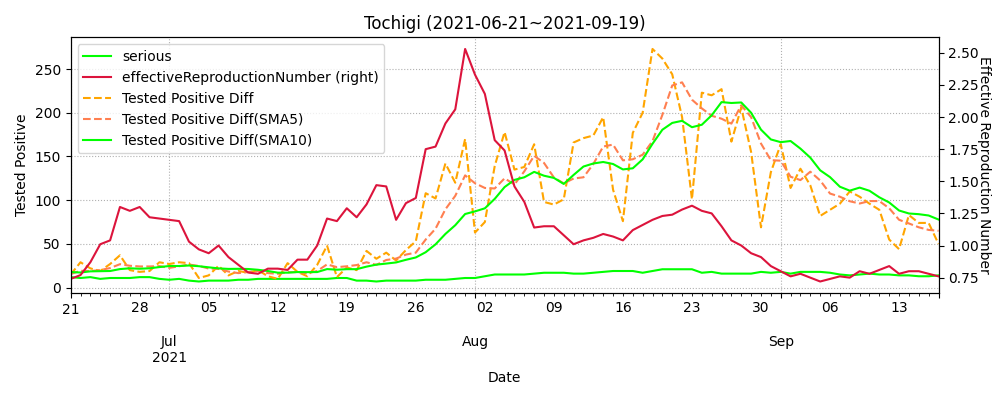 Tochigi (2021-06-21~2021-09-19)
serious
effectiveReproductionNumber (right)
Tested Positive Diff
Tested Positive Diff(SMA5)
Tested Positive Diff(SMA10)
Tested Positive
250
200
150
100
50
0
2.50
2.25
2.00
1.75
1.50
1.25
1.00
0.75
Effective Reproduction Number
21 28 05 12 19 26 02 09 16 23 30 06 13
Jul Aug Sep
2021
Date